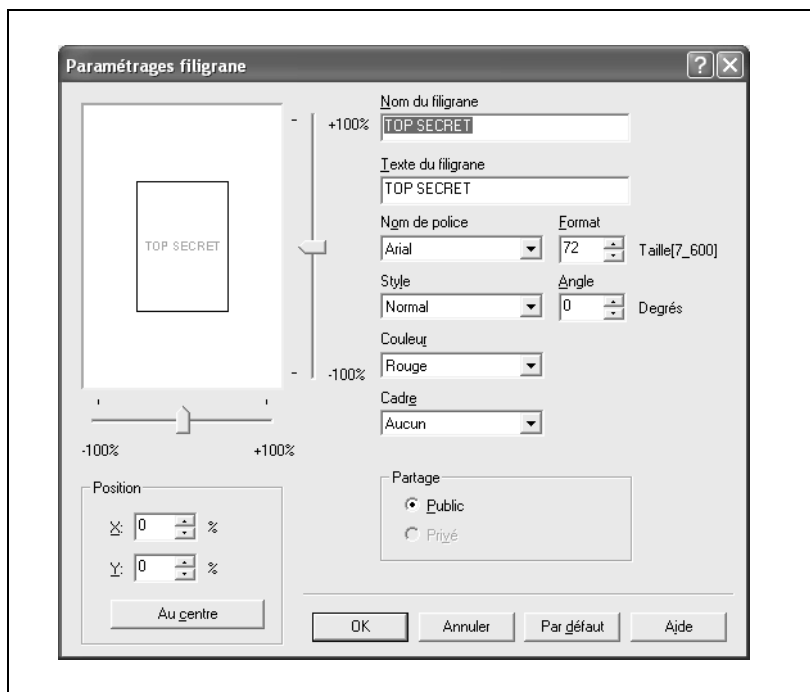 Paramétrages filigrane
Nom du filigrane
+100%
TOP SECRET
Texte du filigrane
TOP SECRET
Nom de police
Format
TOP SECRET
Arial
72
Taille[7_600]
Style
Angle
Normal
0
Degrés
Couleur
-100%
Rouge
Cadre
Aucun
-100%
+100%
Position
X: 0 %
Y: 0 %
Au centre
Partage
Public
Privé
OK
Annuler
Par défaut
Aide